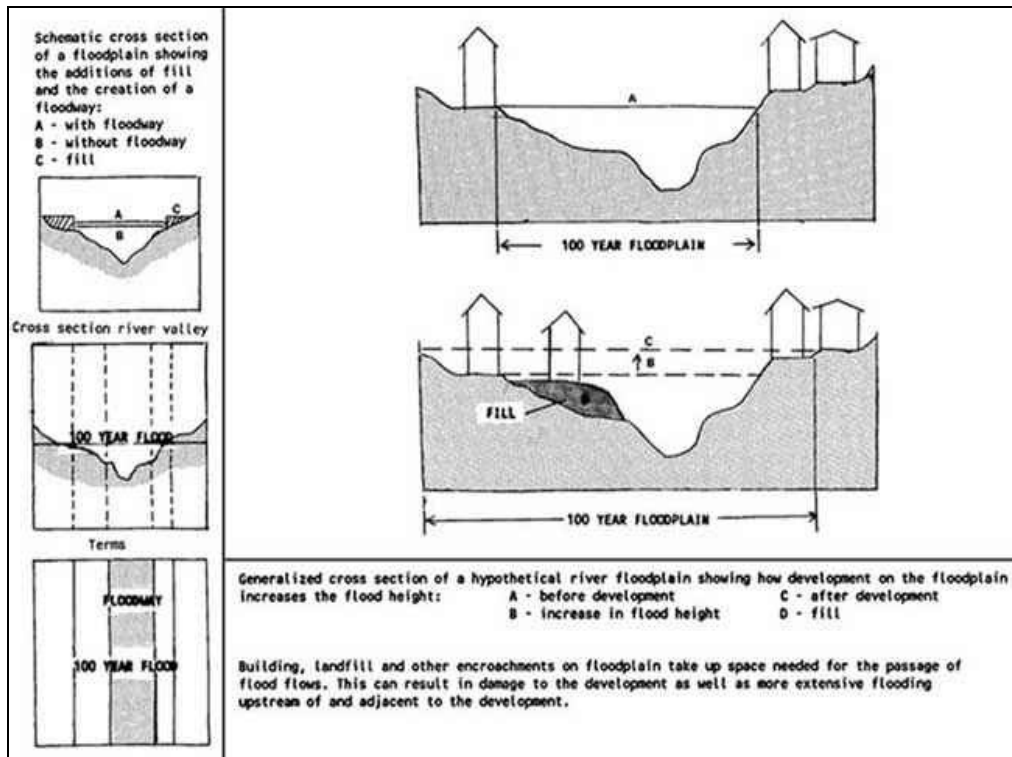 Schematic cross section
of a floodplain showing
the additions of fill
and the creation of a
floodway:
A - with floodway
B - without floodway
C - fill
A
C
B
Cross section river valley
100 YEAR FLOOD
Terms
FLOODWAY
100 YEAR FLOOD
A
100 YEAR FLOODPLAIN
C
B
D
FILL
100 YEAR FLOODPLAIN
Generalized cross section of a hypothetical river floodplain showing how development on the floodplain
increases the flood height: A - before development C - after development
B - increase in flood height D - fill
Building, landfill and other encroachments on floodplain take up space needed for the passage of
flood flows. This can result in damage to the development as well as more extensive flooding
upstream of and adjacent to the development.